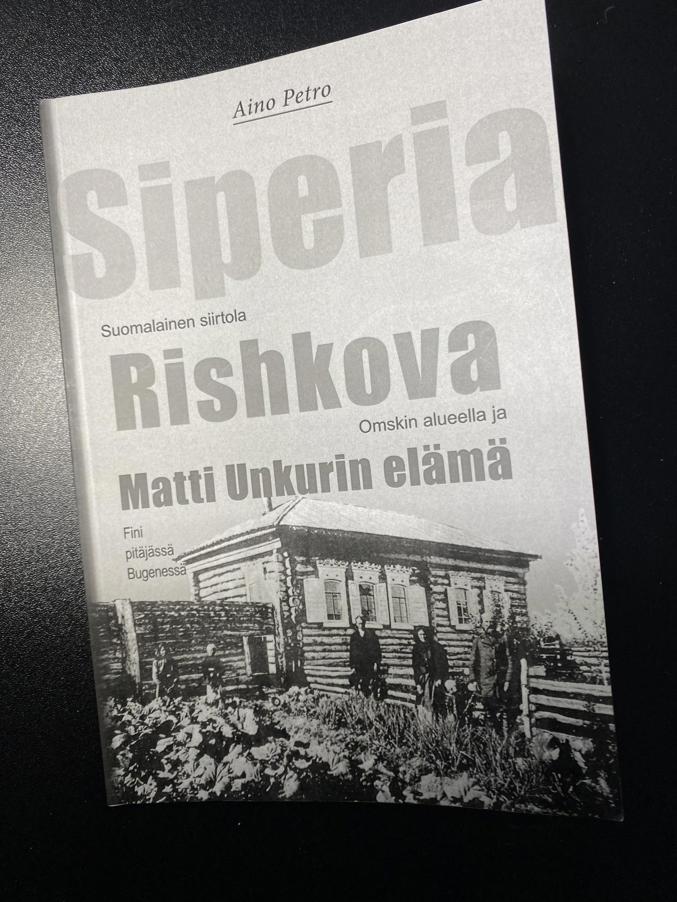 Aino Petro
Siperia
Suomalainen siirtola
Rishkova
Omskin alueella ja
Matti Unkurin elämä
Fini
pitäjässä
Bugenessa